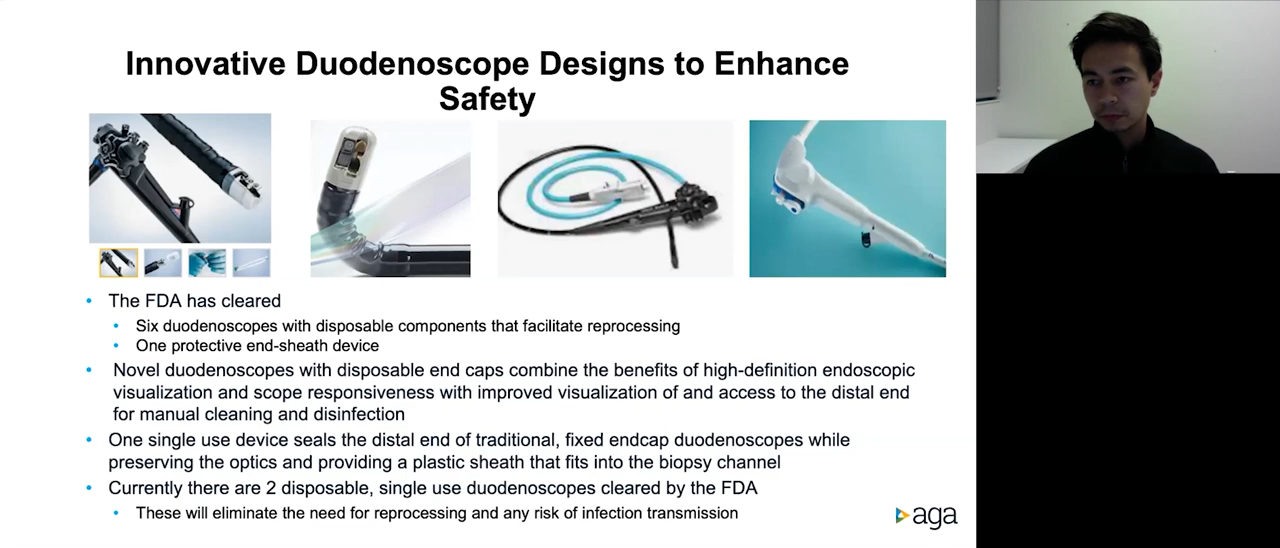 Innovative Duodenoscope Designs to Enhance
Safety
• The FDA has cleared
• Six duodenoscopes with disposable components that facilitate reprocessing
• One protective end-sheath device
• Novel duodenoscopes with disposable end caps combine the benefits of high-definition endoscopic
visualization and scope responsiveness with improved visualization of and access to the distal end
for manual cleaning and disinfection
• One single use device seals the distal end of traditional, fixed endcap duodenoscopes while
preserving the optics and providing a plastic sheath that fits into the biopsy channel
• Currently there are 2 disposable, single use duodenoscopes cleared by the FDA
• These will eliminate the need for reprocessing and any risk of infection transmission
aga